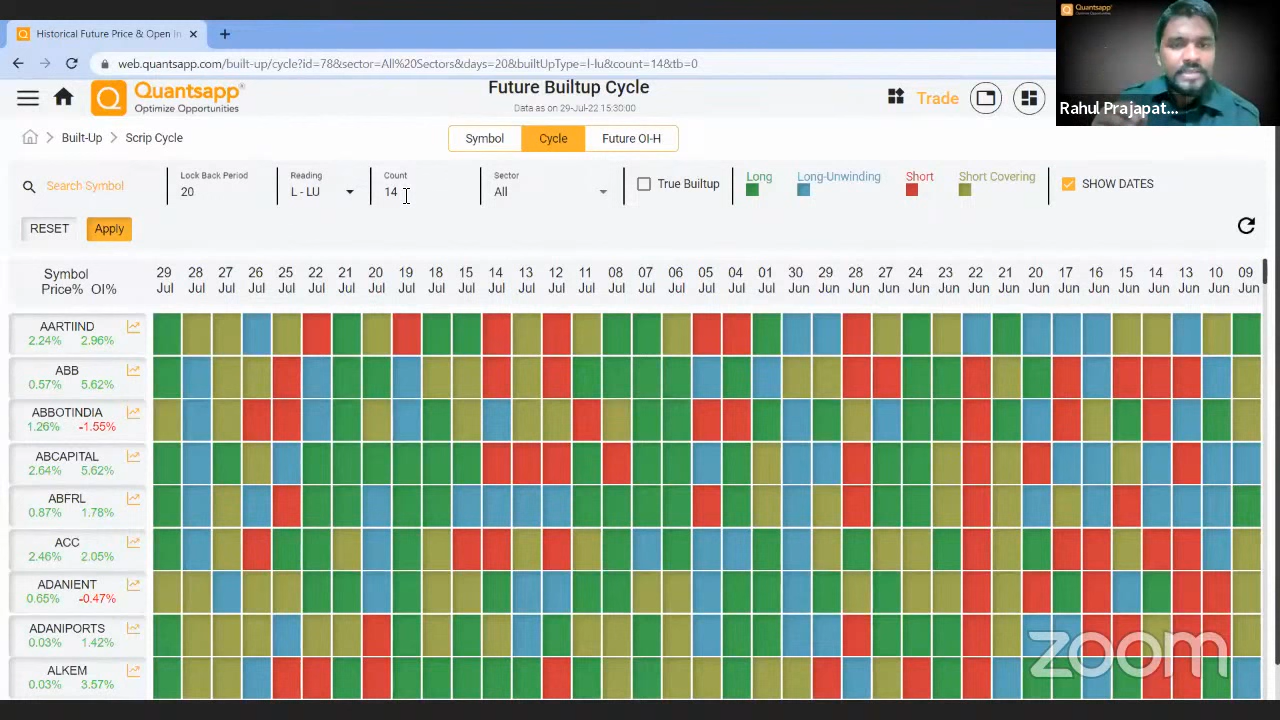 Historical Future Price & Open In
web.quantsapp.com/built-up/cycle?id=78&sector=All%20Sectors&days=20&builtUpType=l-lu&count=14&tb=0
Quantsapp
Optimize Opportunities
Rahul Prajapat...
Quantsapp
Optimize Opportunities
Future Builtup Cycle
Data as on 29-Jul-22 15:30:00
Trade
Built-Up
Scrip Cycle
Symbol
Cycle
Future OI-H
Search Symbol
Lock Back Period
20
Reading
L - LU
Count
14
Sector
All
True Builtup
Long
Long-Unwinding
Short
Short Covering
SHOW DATES
RESET
Apply
Symbol 29 28 27 26 25 22 21 20 19 18 15 14 13 12 11 08 07 06 05 04 01 30 29 28 27 24 23 22 21 20 17 16 15 14 13 10 09
Price% OI% Jul Jul Jul Jul Jul Jul Jul Jul Jul Jul Jul Jul Jul Jul Jul Jul Jul Jul Jul Jul Jul Jun Jun Jun Jun Jun Jun Jun Jun Jun Jun Jun Jun Jun Jun Jun Jun
AARTIIND
2.24% 2.96%
ABB
0.57% 5.62%
ABBOTINDIA
1.26% -1.55%
ABCAPITAL
2.64% 5.62%
ABFRL
0.87% 1.78%
ACC
2.46% 2.05%
ADANIENT
0.65% -0.47%
ADANIPORTS
0.03% 1.42%
ALKEM
0.03% 3.57%
zoom